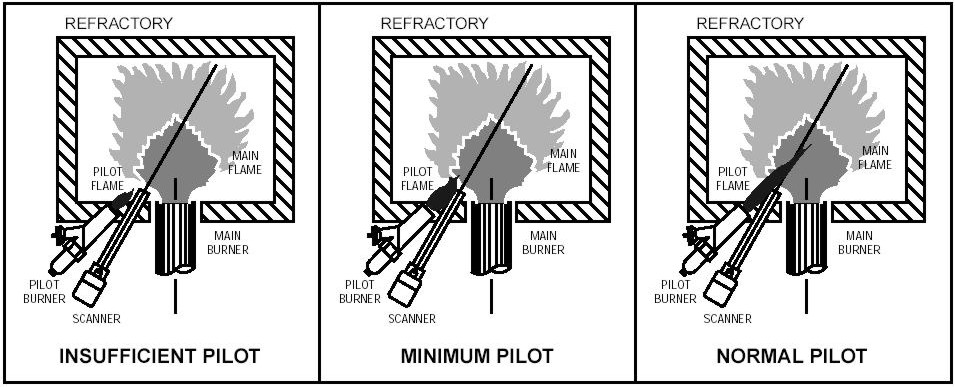 REFRACTORY
PILOT
FLAME
MAIN
FLAME
MAIN
BURNER
PILOT
BURNER
SCANNER
INSUFFICIENT PILOT
REFRACTORY
PILOT
FLAME
MAIN
FLAME
MAIN
BURNER
PILOT
BURNER
SCANNER
MINIMUM PILOT
REFRACTORY
PILOT
FLAME
MAIN
FLAME
MAIN
BURNER
PILOT
BURNER
SCANNER
NORMAL PILOT